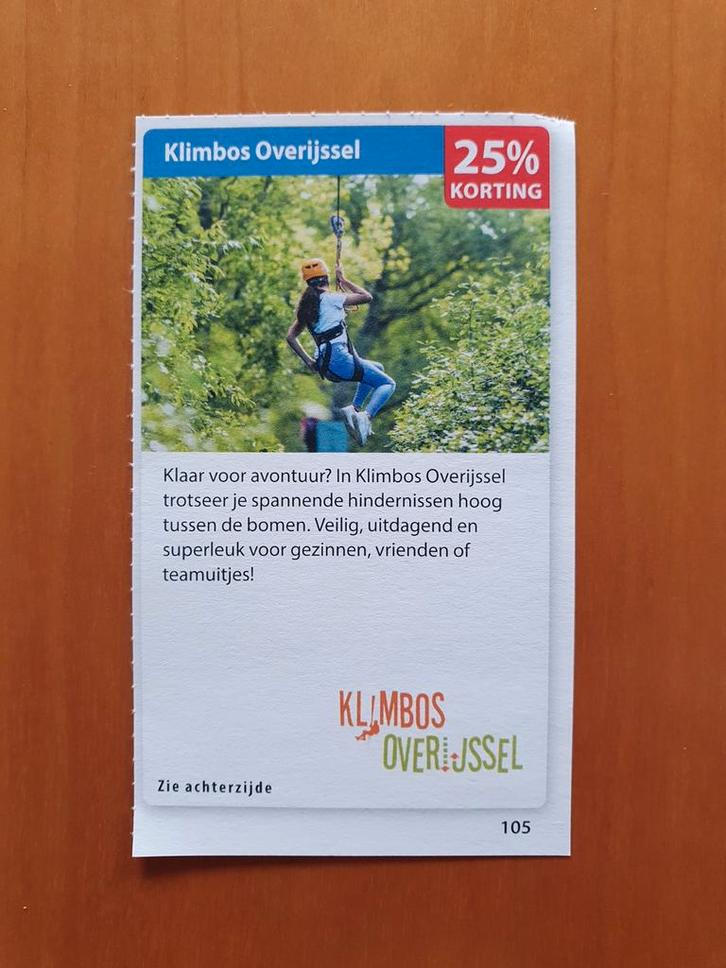 Klimbos Overijssel
25%
KORTING
Klaar voor avontuur? In Klimbos Overijssel
trotseer je spannende hindernissen hoog
tussen de bomen. Veilig, uitdagend en
superleuk voor gezinnen, vrienden of
teamuitjes!
KLIMBOS
OVERIJSSEL
Zie achterzijde
105